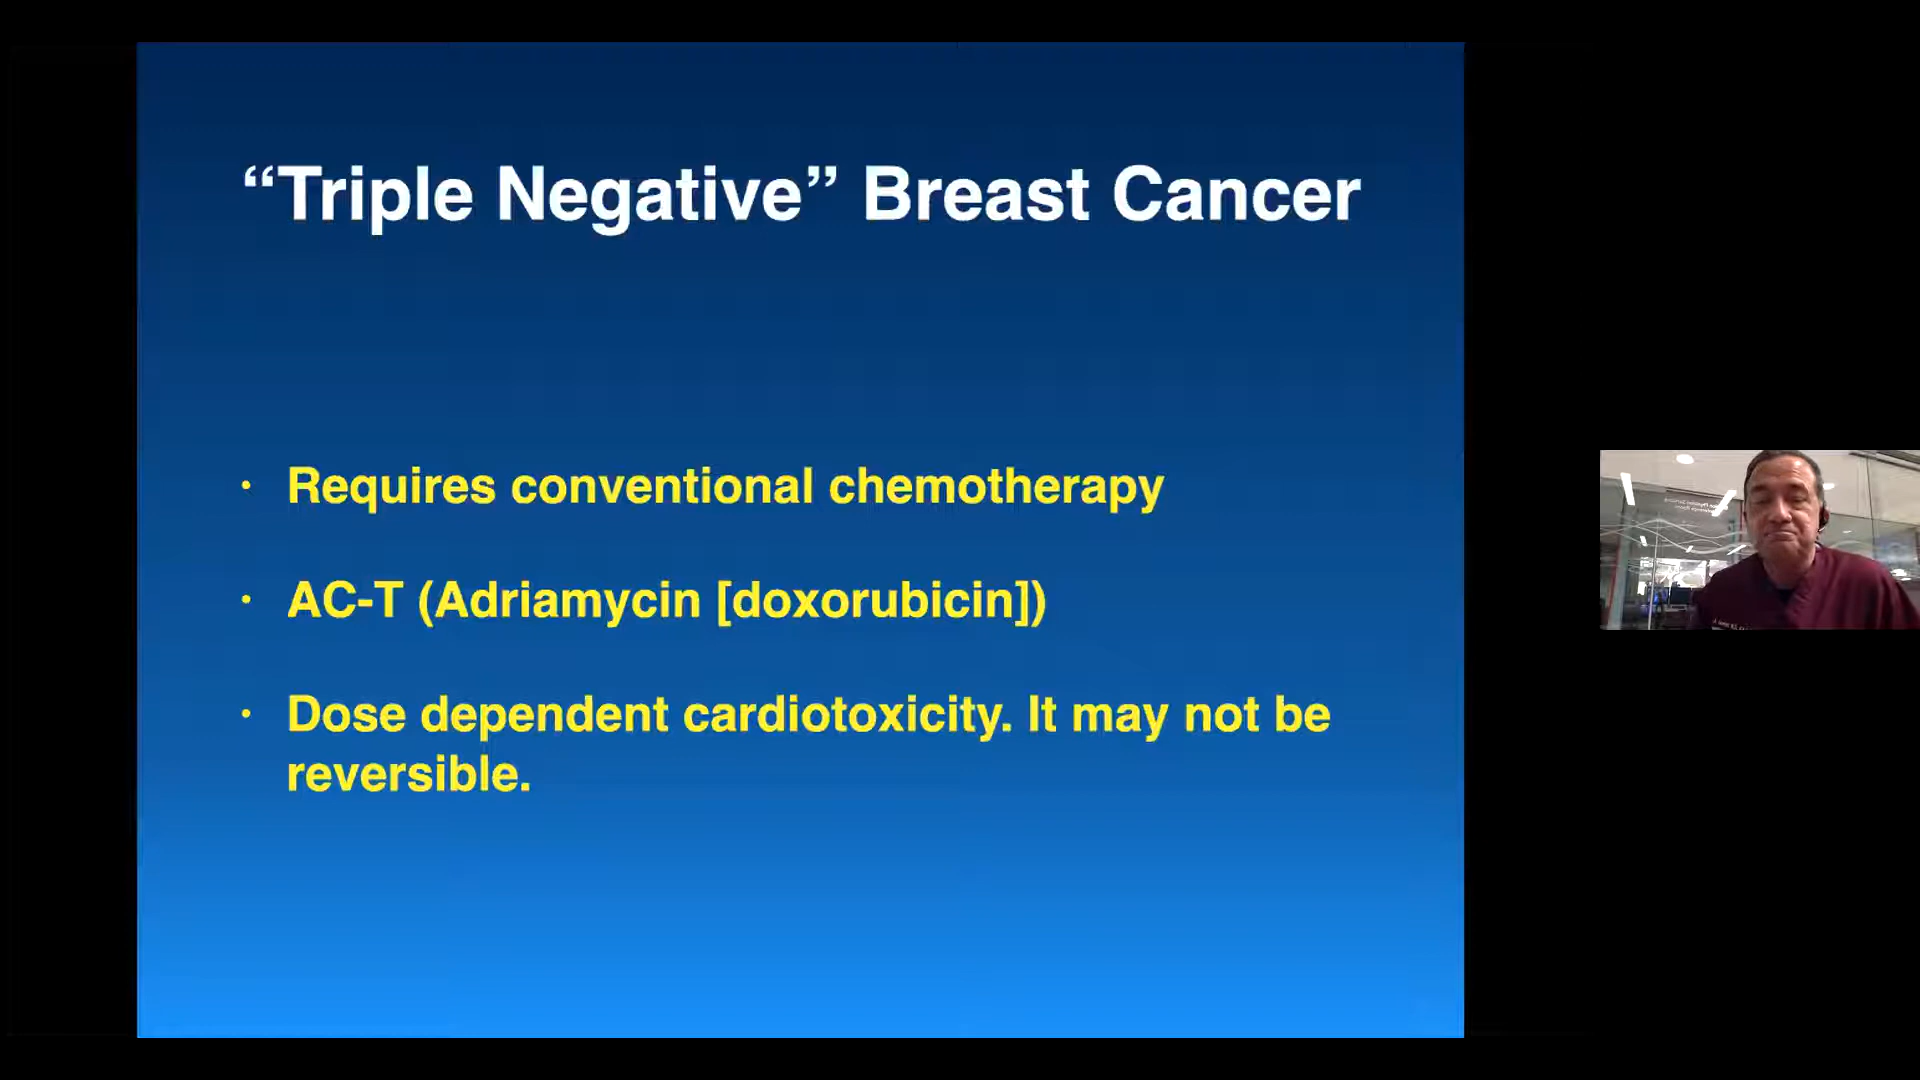 “Triple Negative” Breast Cancer
· Requires conventional chemotherapy
· AC-T (Adriamycin [doxorubicin])
· Dose dependent cardiotoxicity. It may not be
reversible.